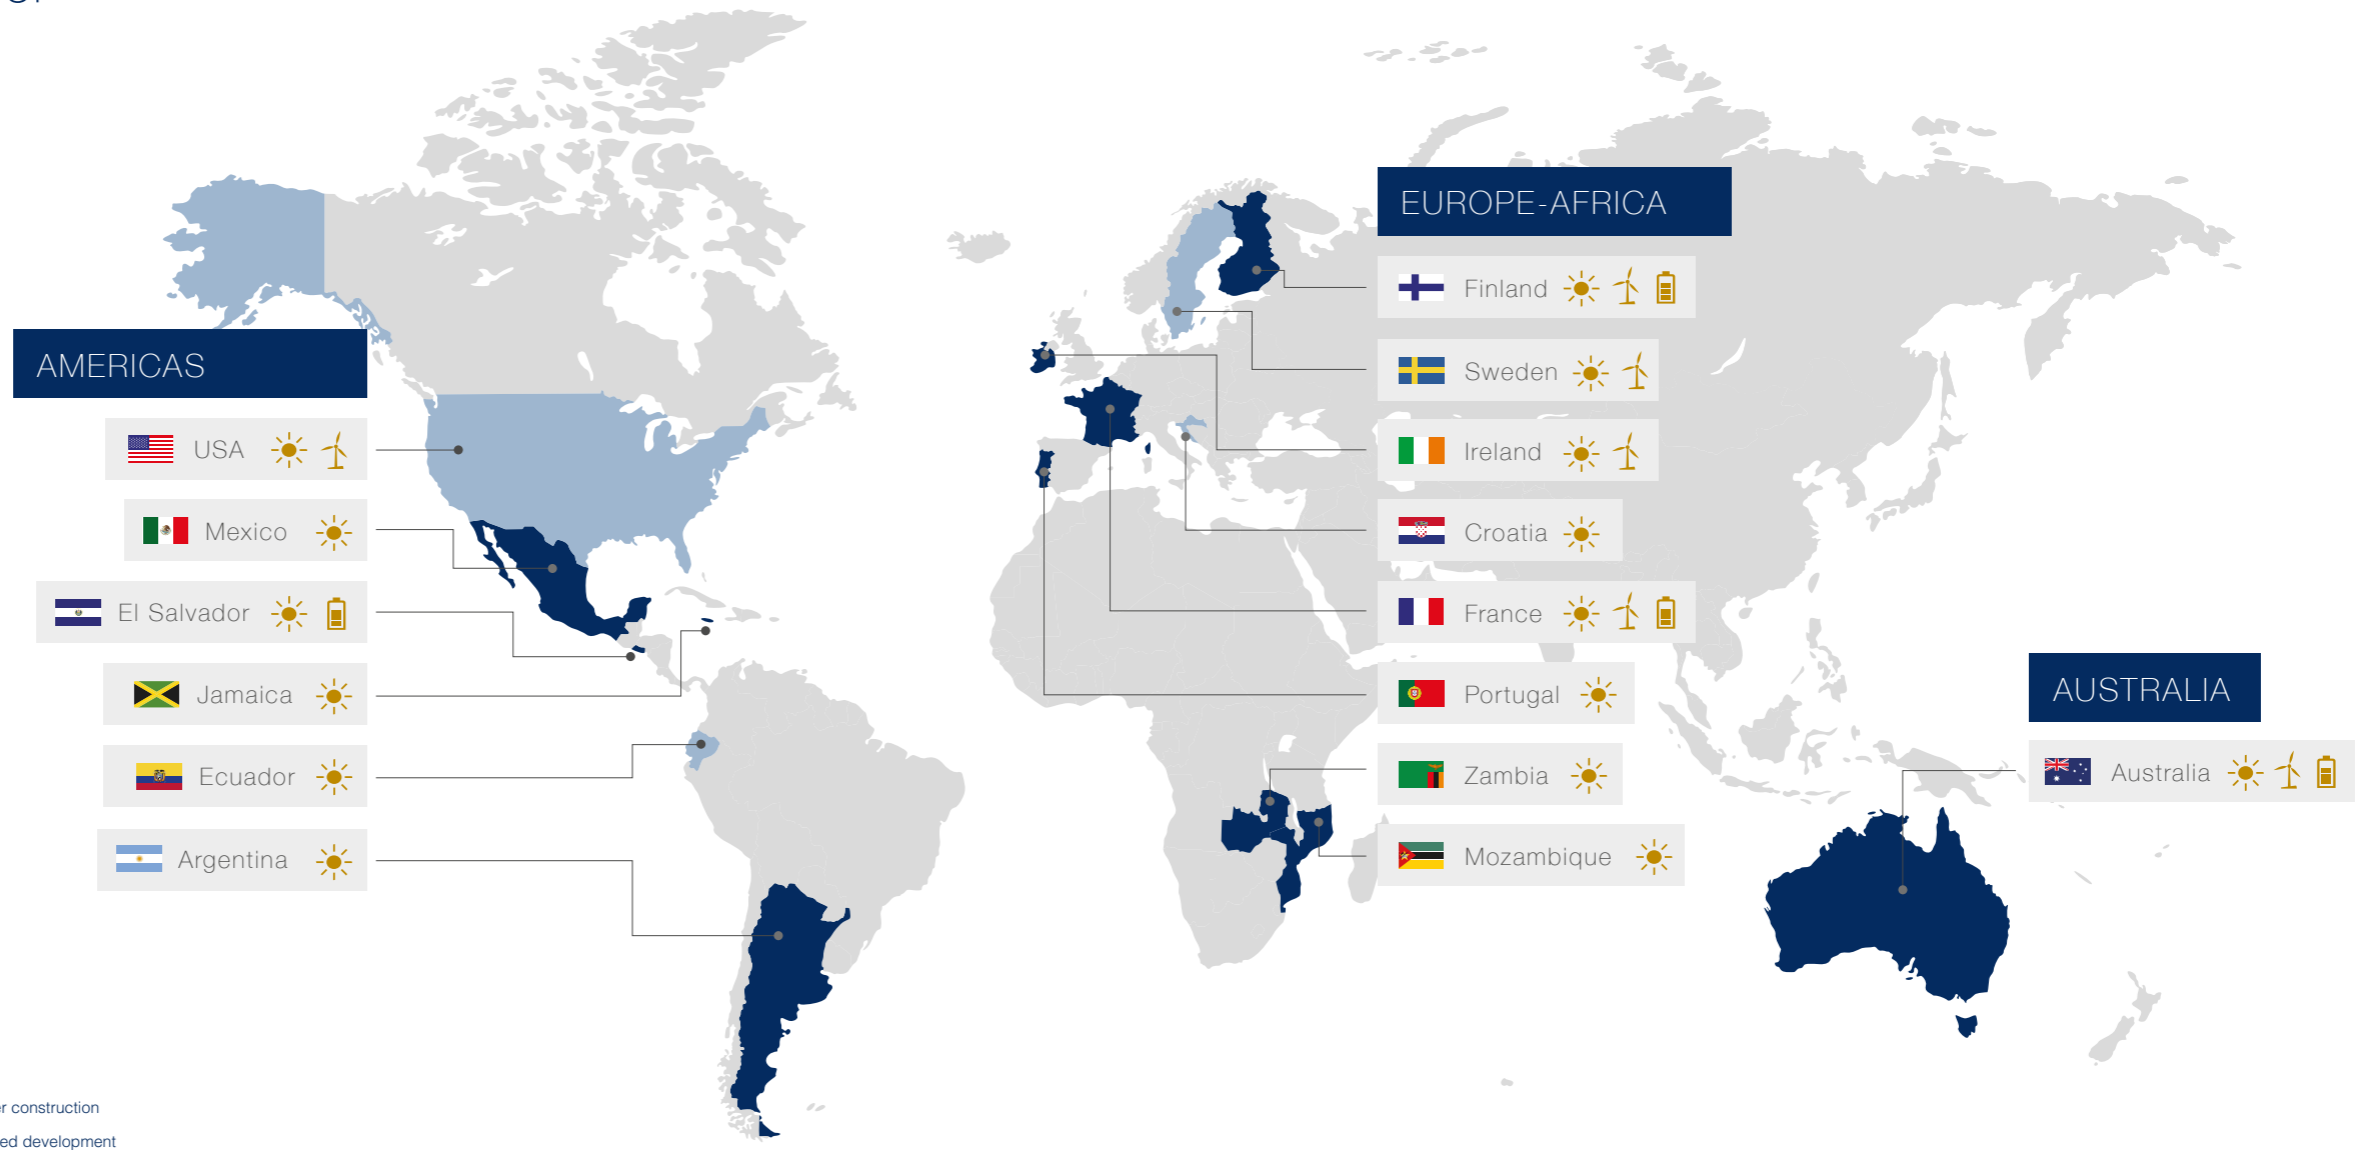 AMERICAS
USA
Mexico
El Salvador
Jamaica
Ecuador
Argentina
EUROPE-AFRICA
Finland
Sweden
Ireland
Croatia
France
Portugal
Zambia
Mozambique
AUSTRALIA
Australia
construction
development